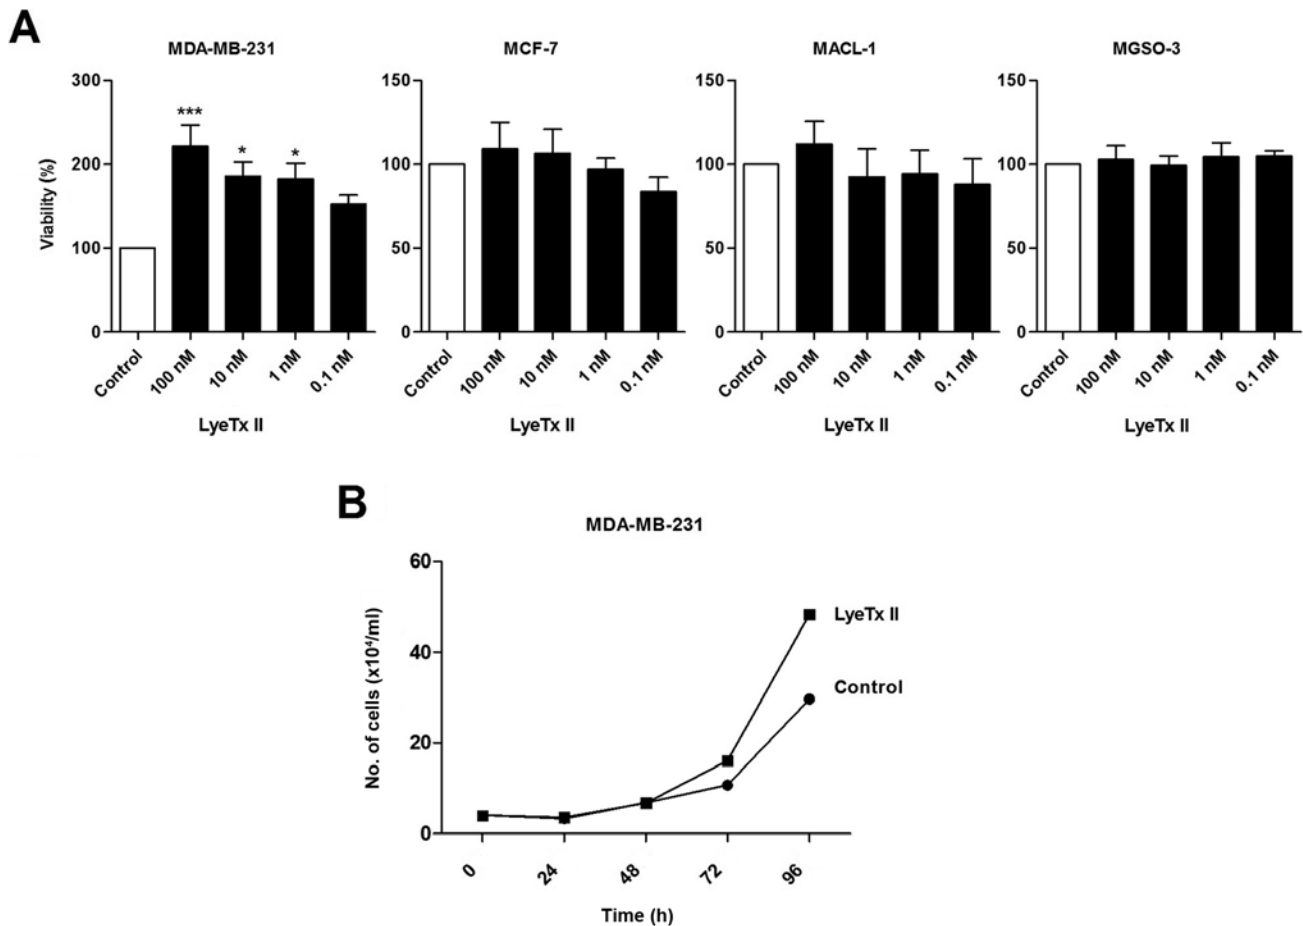 A
MDA-MB-231
MCF-7
MACL-1
MGSO-3
Viability (%)
300
200
100
0
***
*
*
Control
100 nM
10 nM
1 nM
0.1 nM
LyeTx II
150
100
50
0
Control
100 nM
10 nM
1 nM
0.1 nM
LyeTx II
150
100
50
0
Control
100 nM
10 nM
1 nM
0.1 nM
LyeTx II
150
100
50
0
Control
100 nM
10 nM
1 nM
0.1 nM
LyeTx II
B
MDA-MB-231
No. of cells (x10⁴/ml)
60
40
20
0
LyeTx II
Control
0
24
48
72
96
Time (h)